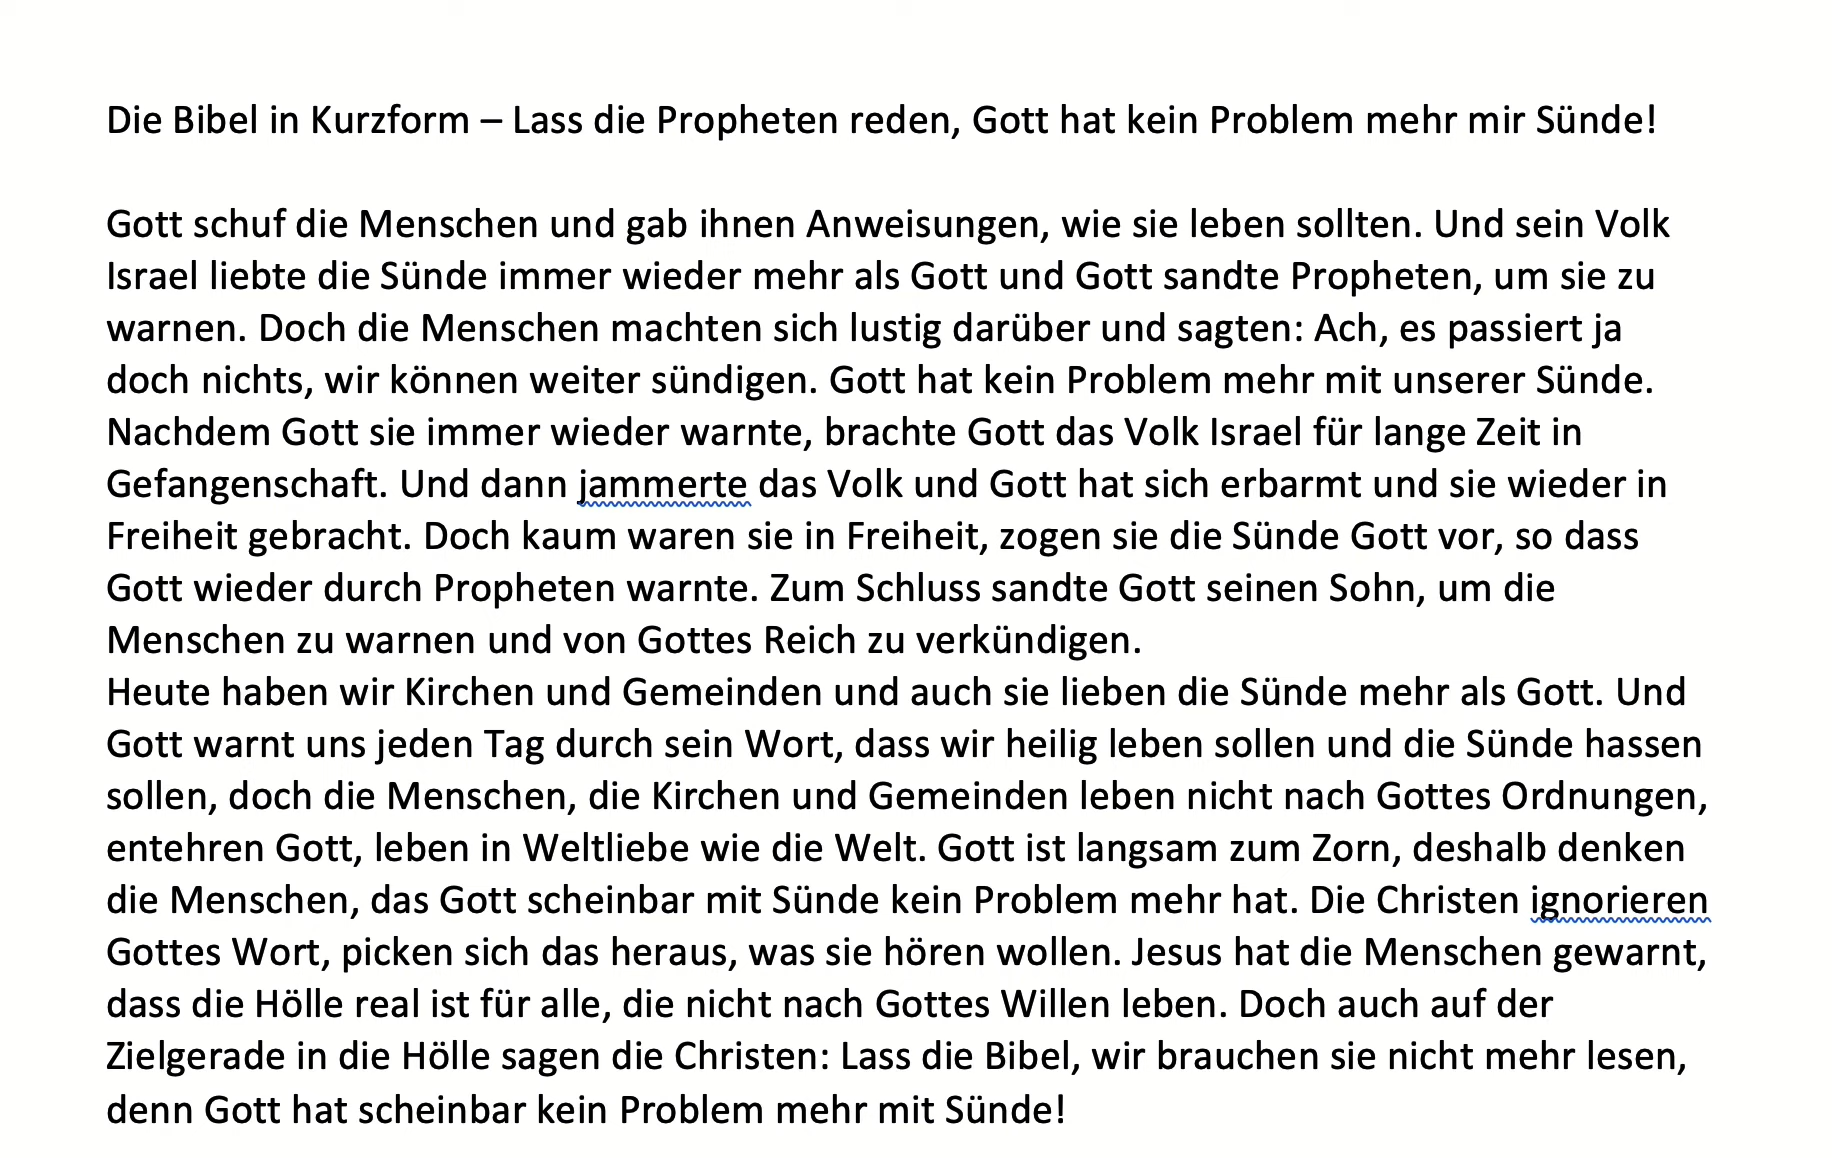 Die Bibel in Kurzform – Lass die Propheten reden, Gott hat kein Problem mehr mir Sünde!
Gott schuf die Menschen und gab ihnen Anweisungen, wie sie leben sollten. Und sein Volk
Israel liebte die Sünde immer wieder mehr als Gott und Gott sandte Propheten, um sie zu
warnen. Doch die Menschen machten sich lustig darüber und sagten: Ach, es passiert ja
doch nichts, wir können weiter sündigen. Gott hat kein Problem mehr mit unserer Sünde.
Nachdem Gott sie immer wieder warnte, brachte Gott das Volk Israel für lange Zeit in
Gefangenschaft. Und dann jammerte das Volk und Gott hat sich erbarmt und sie wieder in
Freiheit gebracht. Doch kaum waren sie in Freiheit, zogen sie die Sünde Gott vor, so dass
Gott wieder durch Propheten warnte. Zum Schluss sandte Gott seinen Sohn, um die
Menschen zu warnen und von Gottes Reich zu verkündigen.
Heute haben wir Kirchen und Gemeinden und auch sie lieben die Sünde mehr als Gott. Und
Gott warnt uns jeden Tag durch sein Wort, dass wir heilig leben sollen und die Sünde hassen
sollen, doch die Menschen, die Kirchen und Gemeinden leben nicht nach Gottes Ordnungen,
entehren Gott, leben in Weltliebe wie die Welt. Gott ist langsam zum Zorn, deshalb denken
die Menschen, das Gott scheinbar mit Sünde kein Problem mehr hat. Die Christen ignorieren
Gottes Wort, picken sich das heraus, was sie hören wollen. Jesus hat die Menschen gewarnt,
dass die Hölle real ist für alle, die nicht nach Gottes Willen leben. Doch auch auf der
Zielgerade in die Hölle sagen die Christen: Lass die Bibel, wir brauchen sie nicht mehr lesen,
denn Gott hat scheinbar kein Problem mehr mit Sünde!